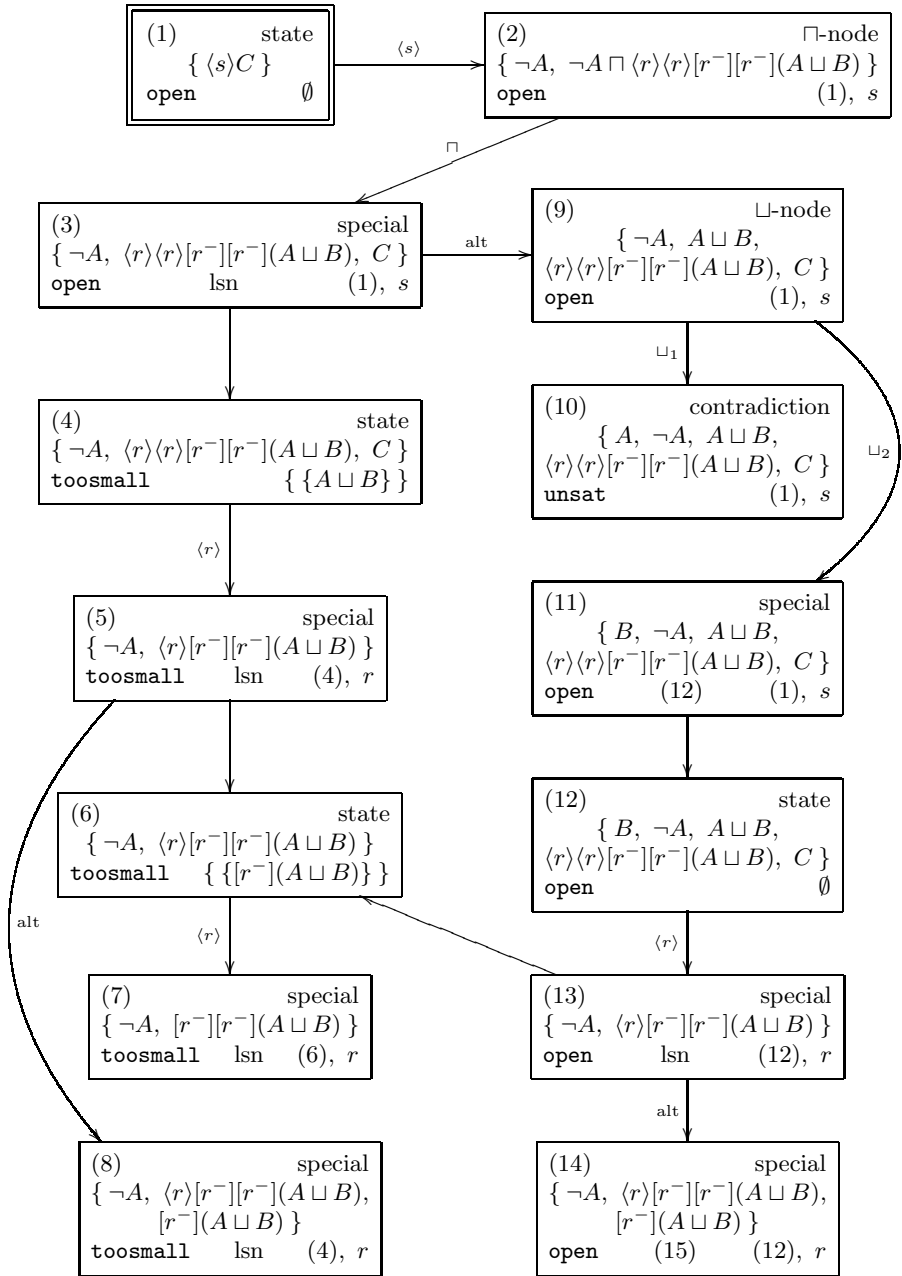 (1) state
{ ⟨s⟩C }
open ∅
⟨s⟩
(2) ⊓-node
{ ¬A, ¬A ⊓ ⟨r⟩⟨r⟩[r⁻][r⁻](A ⊔ B) }
open (1), s
⊓
(3) special
{ ¬A, ⟨r⟩⟨r⟩[r⁻][r⁻](A ⊔ B), C }
open lsn (1), s
alt
(9) ⊔-node
{ ¬A, A ⊔ B,
⟨r⟩⟨r⟩[r⁻][r⁻](A ⊔ B), C }
open (1), s
⊔₁
⊔₂
(4) state
{ ¬A, ⟨r⟩⟨r⟩[r⁻][r⁻](A ⊔ B), C }
toosmall { {A ⊔ B} }
(10) contradiction
{ A, ¬A, A ⊔ B,
⟨r⟩⟨r⟩[r⁻][r⁻](A ⊔ B), C }
unsat (1), s
⟨r⟩
(5) special
{ ¬A, ⟨r⟩[r⁻][r⁻](A ⊔ B) }
toosmall lsn (4), r
(11) special
{ B, ¬A, A ⊔ B,
⟨r⟩⟨r⟩[r⁻][r⁻](A ⊔ B), C }
open (12) (1), s
(6) state
{ ¬A, ⟨r⟩[r⁻][r⁻](A ⊔ B) }
toosmall { {[r⁻](A ⊔ B)} }
(12) state
{ B, ¬A, A ⊔ B,
⟨r⟩⟨r⟩[r⁻][r⁻](A ⊔ B), C }
open ∅
alt
⟨r⟩
⟨r⟩
(7) special
{ ¬A, [r⁻][r⁻](A ⊔ B) }
toosmall lsn (6), r
(13) special
{ ¬A, ⟨r⟩[r⁻][r⁻](A ⊔ B) }
open lsn (12), r
alt
(8) special
{ ¬A, ⟨r⟩[r⁻][r⁻](A ⊔ B),
[r⁻](A ⊔ B) }
toosmall lsn (4), r
(14) special
{ ¬A, ⟨r⟩[r⁻][r⁻](A ⊔ B),
[r⁻](A ⊔ B) }
open (15) (12), r